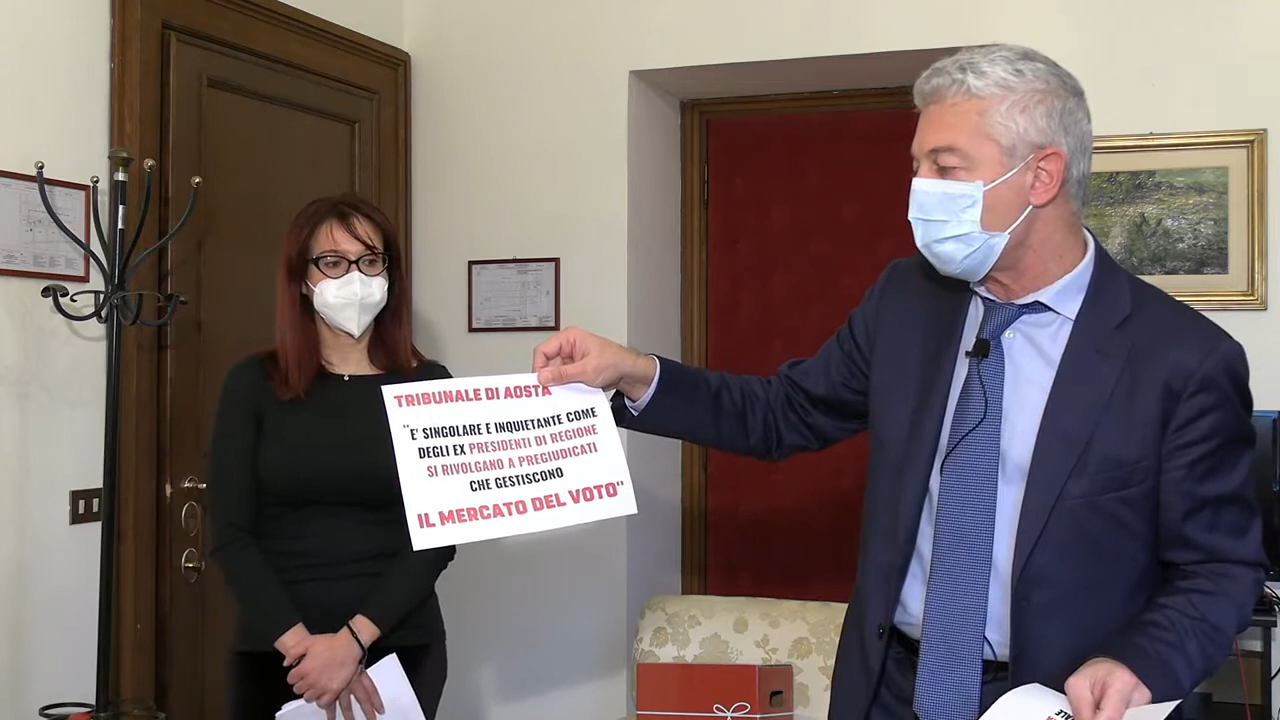 TRIBUNALE DI AOSTA
"E' SINGOLARE E INQUIETANTE COME
DEGLI EX PRESIDENTI DI REGIONE
SI RIVOLGANO A PREGIUDICATI
CHE GESTISCONO
IL MERCATO DEL VOTO"